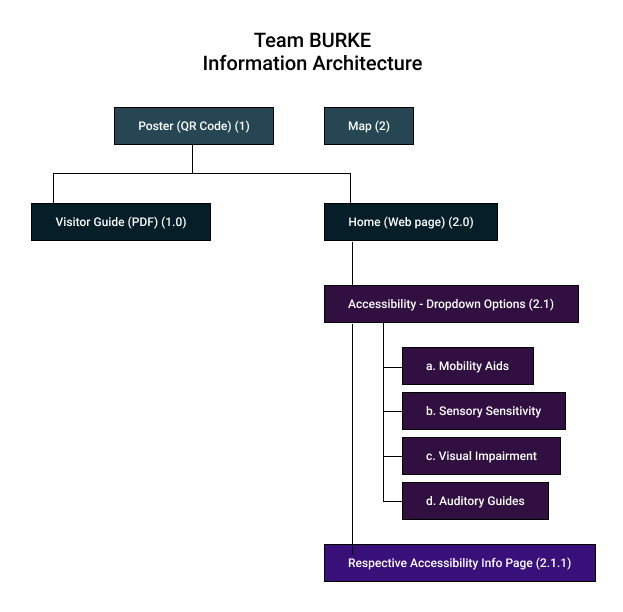 Team BURKE
Information Architecture
Poster (QR Code) (1)
Map (2)
Visitor Guide (PDF) (1.0)
Home (Web page) (2.0)
Accessibility - Dropdown Options (2.1)
a. Mobility Aids
b. Sensory Sensitivity
c. Visual Impairment
d. Auditory Guides
Respective Accessibility Info Page (2.1.1)